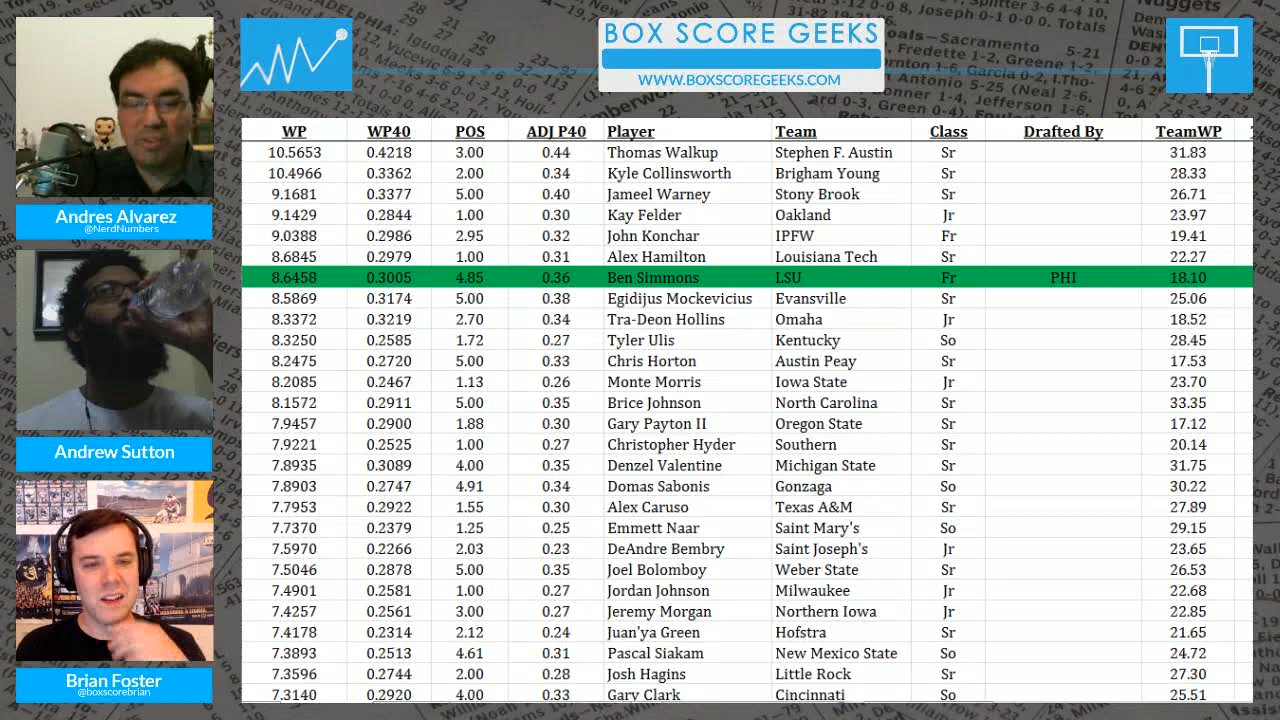 BOX SCORE GEEKS
WWW.BOXSCOREGEEKS.COM
Andres Alvarez
@NerdNumbers
Andrew Sutton
Brian Foster
@boxscorebrian
WP WP40 POS ADJ P40 Player Team Class Drafted By TeamWP
10.5653 0.4218 3.00 0.44 Thomas Walkup Stephen F. Austin Sr 31.83
10.4966 0.3362 2.00 0.34 Kyle Collinsworth Brigham Young Sr 28.33
9.1681 0.3377 5.00 0.40 Jameel Warney Stony Brook Sr 26.71
9.1429 0.2844 1.00 0.30 Kay Felder Oakland Jr 23.97
9.0388 0.2986 2.95 0.32 John Konchar IPFW Fr 19.41
8.6845 0.2979 1.00 0.31 Alex Hamilton Louisiana Tech Sr 22.27
8.6458 0.3005 4.85 0.36 Ben Simmons LSU Fr PHI 18.10
8.5869 0.3174 5.00 0.38 Egidijus Mockevicius Evansville Sr 25.06
8.3372 0.3219 2.70 0.34 Tra-Deon Hollins Omaha Jr 18.52
8.3250 0.2585 1.72 0.27 Tyler Ulis Kentucky So 28.45
8.2475 0.2720 5.00 0.33 Chris Horton Austin Peay Sr 17.53
8.2085 0.2467 1.13 0.26 Monte Morris Iowa State Jr 23.70
8.1572 0.2911 5.00 0.35 Brice Johnson North Carolina Sr 33.35
7.9457 0.2900 1.88 0.30 Gary Payton II Oregon State Sr 17.12
7.9221 0.2525 1.00 0.27 Christopher Hyder Southern Sr 20.14
7.8935 0.3089 4.00 0.35 Denzel Valentine Michigan State Sr 31.75
7.8903 0.2747 4.91 0.34 Domas Sabonis Gonzaga So 30.22
7.7953 0.2922 1.55 0.30 Alex Caruso Texas A&M Sr 27.89
7.7370 0.2379 1.25 0.25 Emmett Naar Saint Mary's So 29.15
7.5970 0.2266 2.03 0.23 DeAndre Bembry Saint Joseph's Jr 23.65
7.5046 0.2878 5.00 0.35 Joel Bolomboy Weber State Sr 26.53
7.4901 0.2581 1.00 0.27 Jordan Johnson Milwaukee Jr 22.68
7.4257 0.2561 3.00 0.27 Jeremy Morgan Northern Iowa Jr 22.85
7.4178 0.2314 2.12 0.24 Juan'ya Green Hofstra Sr 21.65
7.3893 0.2513 4.61 0.31 Pascal Siakam New Mexico State So 24.72
7.3596 0.2744 2.00 0.28 Josh Hagins Little Rock Sr 27.30
7.3140 0.2920 4.00 0.33 Gary Clark Cincinnati So 25.51